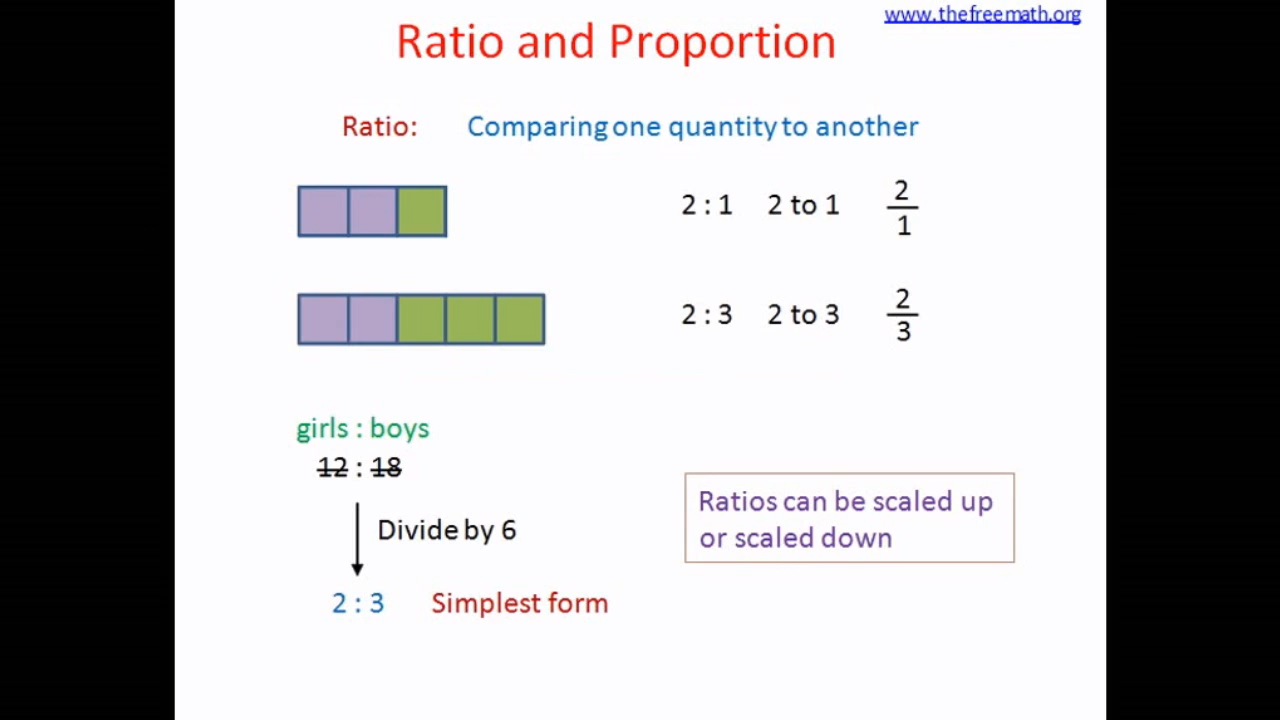 www.thefreemath.org
Ratio and Proportion
Ratio: Comparing one quantity to another
2 : 1 2 to 1 2/1
2 : 3 2 to 3 2/3
girls : boys
12 : 18
Divide by 6
Ratios can be scaled up
or scaled down
2 : 3 Simplest form